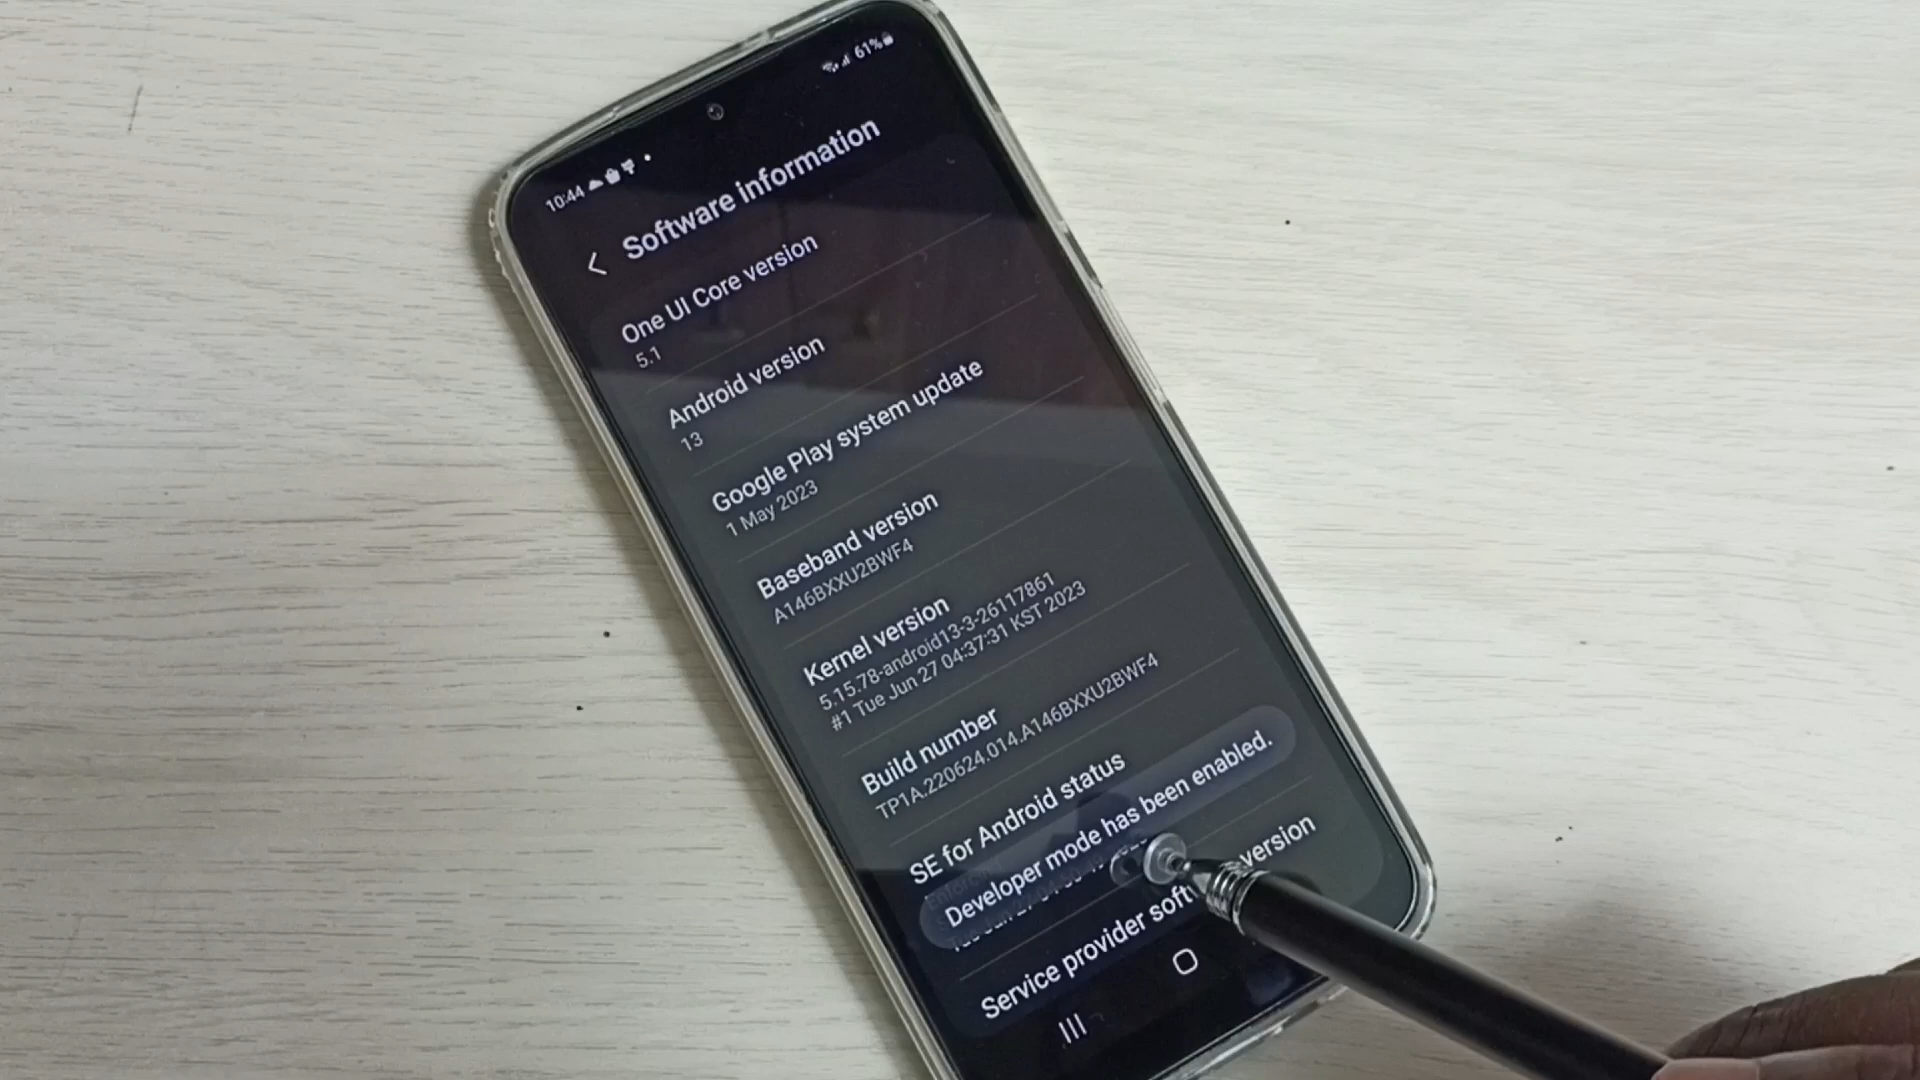 10:44
61%
Software information
One UI Core version
5.1
Android version
13
Google Play system update
1 May 2023
Baseband version
A146BXXU2BWF4
Kernel version
5.15.78-android13-3-26117861
#1 Tue Jun 27 04:37:31 KST 2023
Build number
TP1A.220624.014.A146BXXU2BWF4
SE for Android status
Developer mode has been enabled.
Service provider soft version